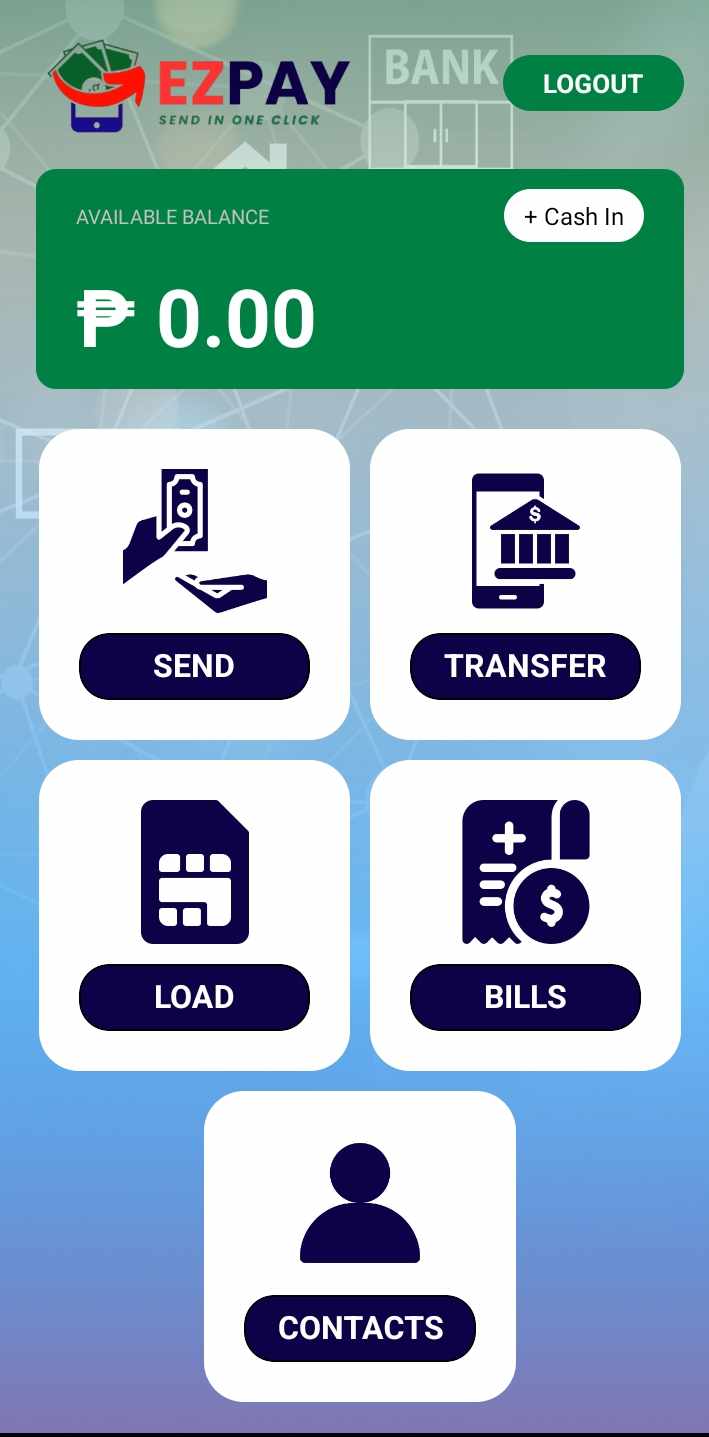 EZPAY
SEND IN ONE CLICK
BANK
LOGOUT
AVAILABLE BALANCE
+ Cash In
₱ 0.00
$
SEND
TRANSFER
$
LOAD
BILLS
CONTACTS